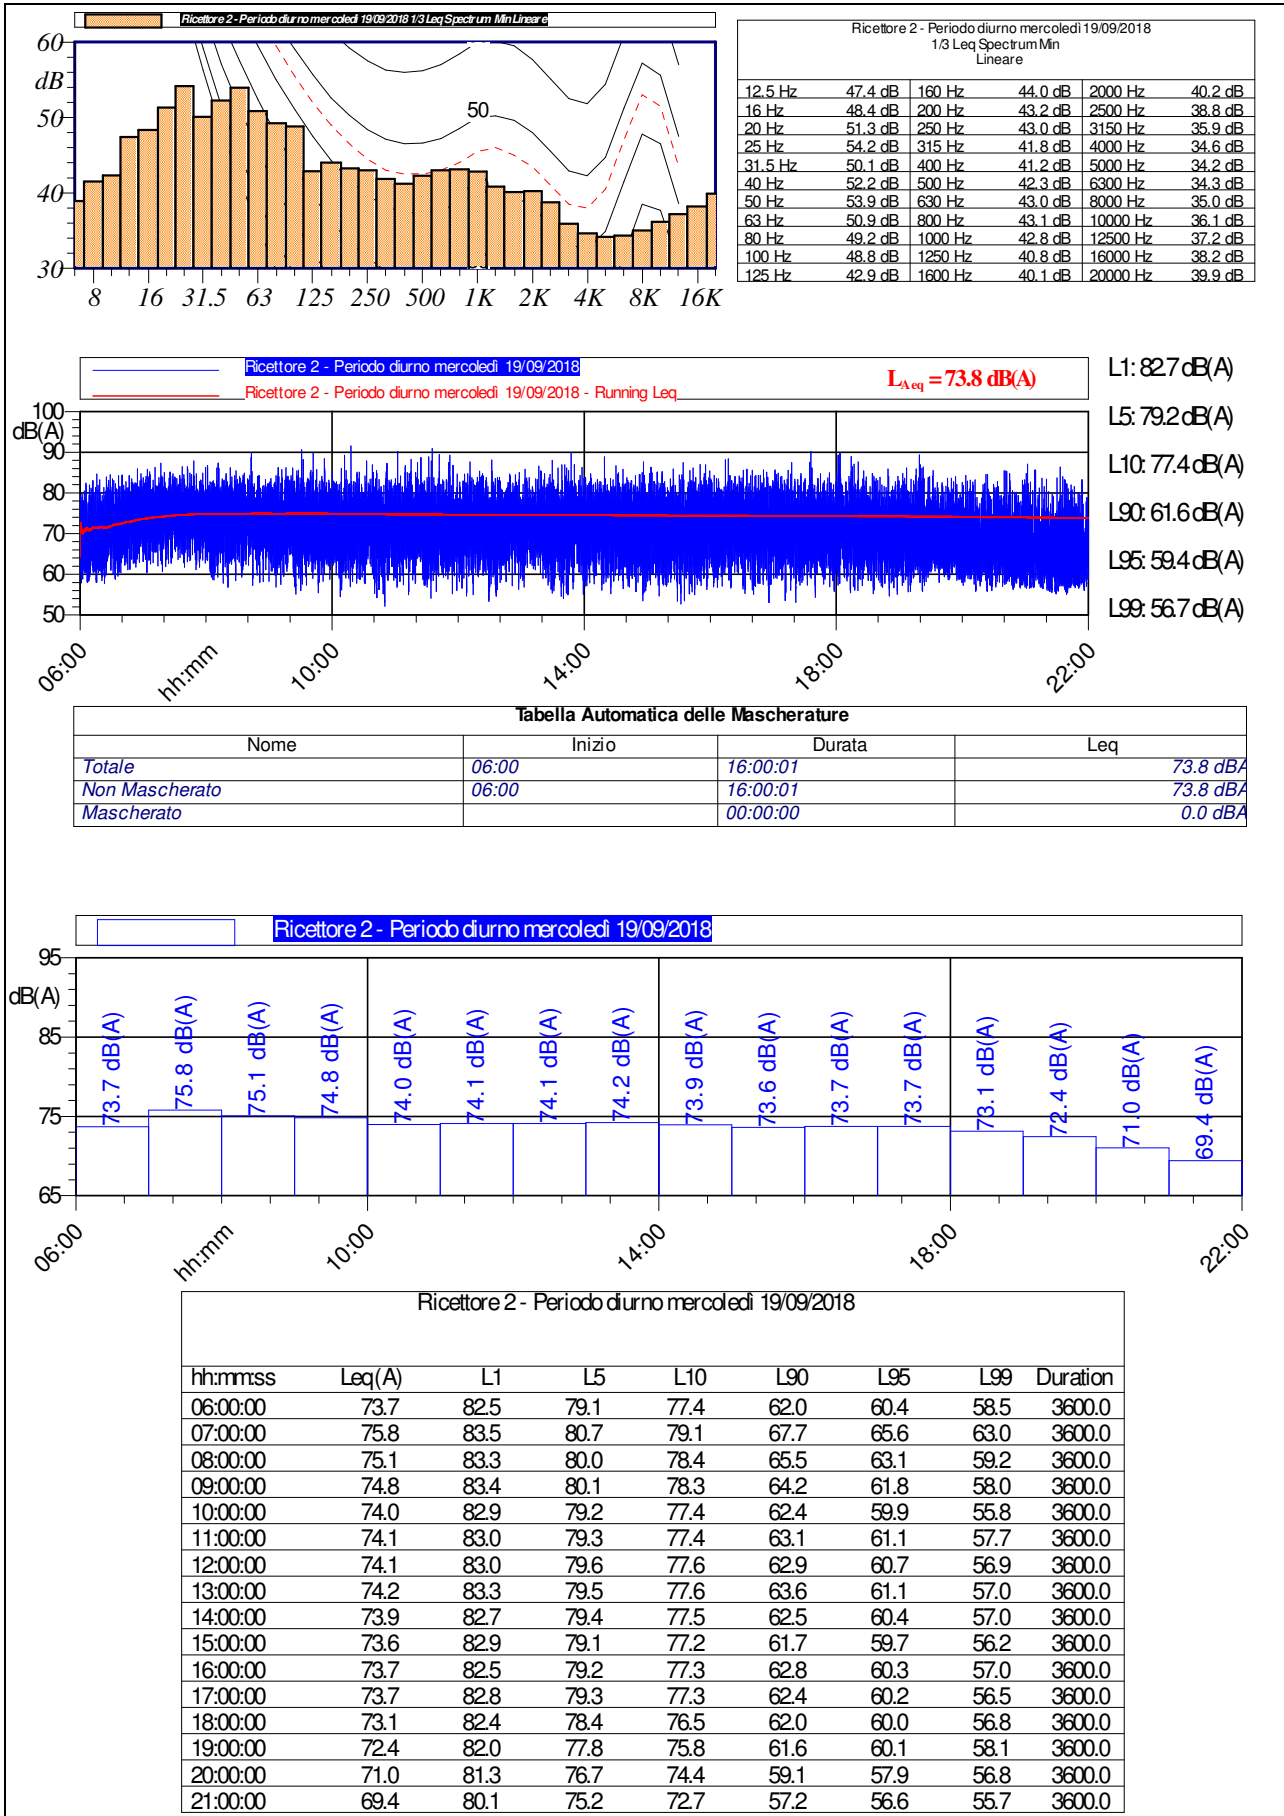 Ricettore 2 - Periodo diurno mercoledì 19/09/2018 1/3 Leq Spectrum Min Lineare
60
dB
50
40
30
50
8 16 31.5 63 125 250 500 1K 2K 4K 8K 16K
Ricettore 2 - Periodo diurno mercoledì 19/09/2018
1/3 Leq Spectrum Min
Lineare
12.5 Hz 47.4 dB 160 Hz 44.0 dB 2000 Hz 40.2 dB
16 Hz 48.4 dB 200 Hz 43.2 dB 2500 Hz 38.8 dB
20 Hz 51.3 dB 250 Hz 43.0 dB 3150 Hz 35.9 dB
25 Hz 54.2 dB 315 Hz 41.8 dB 4000 Hz 34.6 dB
31.5 Hz 50.1 dB 400 Hz 41.2 dB 5000 Hz 34.2 dB
40 Hz 52.2 dB 500 Hz 42.3 dB 6300 Hz 34.3 dB
50 Hz 53.9 dB 630 Hz 43.0 dB 8000 Hz 35.0 dB
63 Hz 50.9 dB 800 Hz 43.1 dB 10000 Hz 36.1 dB
80 Hz 49.2 dB 1000 Hz 42.8 dB 12500 Hz 37.2 dB
100 Hz 48.8 dB 1250 Hz 40.8 dB 16000 Hz 38.2 dB
125 Hz 42.9 dB 1600 Hz 40.1 dB 20000 Hz 39.9 dB
Ricettore 2 - Periodo diurno mercoledì 19/09/2018
Ricettore 2 - Periodo diurno mercoledì 19/09/2018 - Running Leq
LAeq = 73.8 dB(A)
100
dB(A)
90
80
70
60
50
06:00 hh:mm 10:00 14:00 18:00 22:00
L1: 82.7 dB(A)
L5: 79.2 dB(A)
L10: 77.4 dB(A)
L90: 61.6 dB(A)
L95: 59.4 dB(A)
L99: 56.7 dB(A)
Tabella Automatica delle Mascherature
Nome Inizio Durata Leq
Totale 06:00 16:00:01 73.8 dBA
Non Mascherato 06:00 16:00:01 73.8 dBA
Mascherato 00:00:00 0.0 dBA
Ricettore 2 - Periodo diurno mercoledì 19/09/2018
95
dB(A)
85
75
65
73.7 dB(A) 75.8 dB(A) 75.1 dB(A) 74.8 dB(A) 74.0 dB(A) 74.1 dB(A) 74.1 dB(A) 74.2 dB(A) 73.9 dB(A) 73.6 dB(A) 73.7 dB(A) 73.7 dB(A) 73.1 dB(A) 72.4 dB(A) 71.0 dB(A) 69.4 dB(A)
06:00 hh:mm 10:00 14:00 18:00 22:00
Ricettore 2 - Periodo diurno mercoledì 19/09/2018
hh:mm:ss Leq(A) L1 L5 L10 L90 L95 L99 Duration
06:00:00 73.7 82.5 79.1 77.4 62.0 60.4 58.5 3600.0
07:00:00 75.8 83.5 80.7 79.1 67.7 65.6 63.0 3600.0
08:00:00 75.1 83.3 80.0 78.4 65.5 63.1 59.2 3600.0
09:00:00 74.8 83.4 80.1 78.3 64.2 61.8 58.0 3600.0
10:00:00 74.0 82.9 79.2 77.4 62.4 59.9 55.8 3600.0
11:00:00 74.1 83.0 79.3 77.4 63.1 61.1 57.7 3600.0
12:00:00 74.1 83.0 79.6 77.6 62.9 60.7 56.9 3600.0
13:00:00 74.2 83.3 79.5 77.6 63.6 61.1 57.0 3600.0
14:00:00 73.9 82.7 79.4 77.5 62.5 60.4 57.0 3600.0
15:00:00 73.6 82.9 79.1 77.2 61.7 59.7 56.2 3600.0
16:00:00 73.7 82.5 79.2 77.3 62.8 60.3 57.0 3600.0
17:00:00 73.7 82.8 79.3 77.3 62.4 60.2 56.5 3600.0
18:00:00 73.1 82.4 78.4 76.5 62.0 60.0 56.8 3600.0
19:00:00 72.4 82.0 77.8 75.8 61.6 60.1 58.1 3600.0
20:00:00 71.0 81.3 76.7 74.4 59.1 57.9 56.8 3600.0
21:00:00 69.4 80.1 75.2 72.7 57.2 56.6 55.7 3600.0